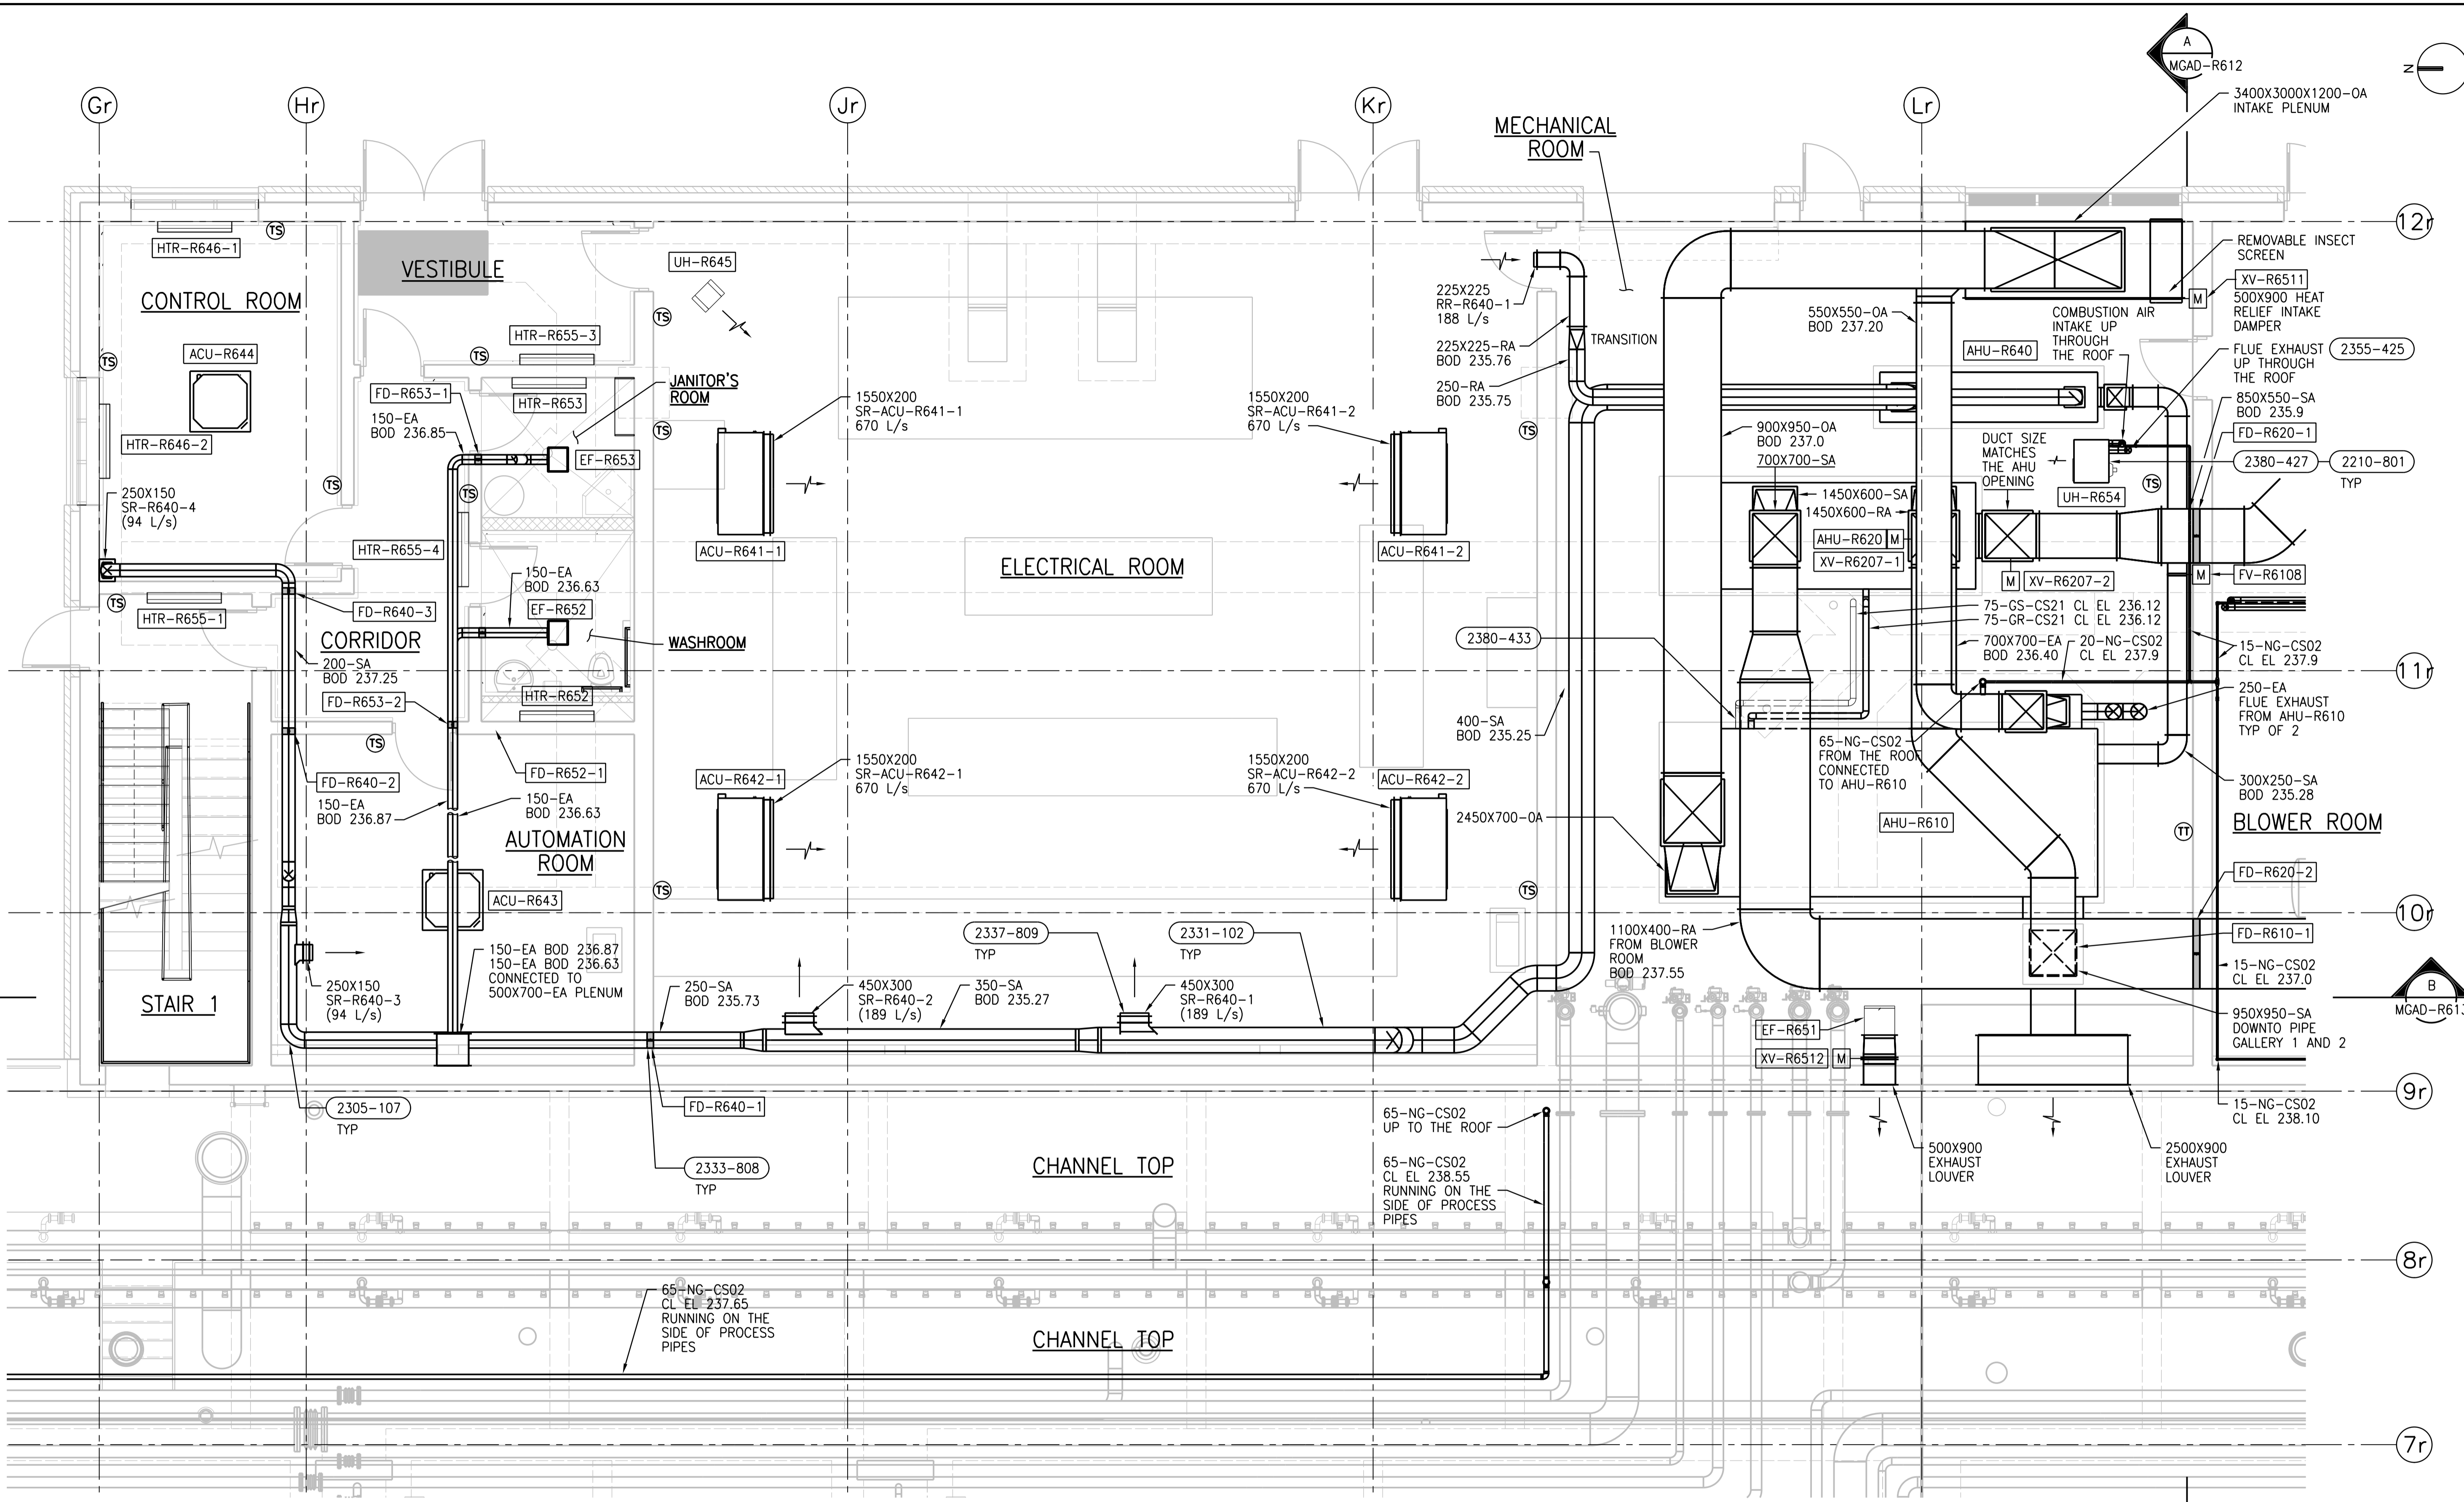 A
MGAD-R612
N
Gr
Hr
Jr
Kr
Lr
3400X3000X1200-OA
INTAKE PLENUM
MECHANICAL
ROOM
12r
HTR-R646-1
TS
VESTIBULE
UH-R645
CONTROL ROOM
REMOVABLE INSECT
SCREEN
XV-R6511
M
500X900 HEAT
RELIEF INTAKE
DAMPER
225X225
RR-R640-1
188 L/s
550X550-OA
BOD 237.20
COMBUSTION AIR
INTAKE UP
THROUGH
THE ROOF
TS
HTR-R655-3
TRANSITION
225X225-RA
BOD 235.76
AHU-R640
FLUE EXHAUST
UP THROUGH
THE ROOF
2355-425
TS
ACU-R644
TS
FD-R653-1
HTR-R653
JANITOR'S
ROOM
150-EA
BOD 236.85
1550X200
SR-ACU-R641-1
670 L/s
1550X200
SR-ACU-R641-2
670 L/s
250-RA
BOD 235.75
850X550-SA
BOD 235.9
FD-R620-1
HTR-R646-2
EF-R653
TS
TS
900X950-OA
BOD 237.0
700X700-SA
DUCT SIZE
MATCHES
THE AHU
OPENING
2380-427
2210-801
TYP
TS
TS
250X150
SR-R640-4
(94 L/s)
1450X600-SA
1450X600-RA
UH-R654
TS
HTR-R655-4
ACU-R641-1
ACU-R641-2
AHU-R620
M
XV-R6207-1
ELECTRICAL ROOM
M
XV-R6207-2
M
FV-R6108
150-EA
BOD 236.63
EF-R652
TS
HTR-R655-1
FD-R640-3
75-GS-CS21 CL EL 236.12
75-GR-CS21 CL EL 236.12
CORRIDOR
WASHROOM
2380-433
700X700-EA
BOD 236.40
20-NG-CS02
CL EL 237.9
15-NG-CS02
CL EL 237.9
200-SA
BOD 237.25
11r
FD-R653-2
HTR-R652
250-EA
FLUE EXHAUST
FROM AHU-R610
TYP OF 2
TS
400-SA
BOD 235.25
65-NG-CS02
FROM THE ROOF
CONNECTED
TO AHU-R610
FD-R640-2
FD-R652-1
ACU-R642-1
1550X200
SR-ACU-R642-1
670 L/s
1550X200
SR-ACU-R642-2
670 L/s
ACU-R642-2
300X250-SA
BOD 235.28
150-EA
BOD 236.87
150-EA
BOD 236.63
2450X700-OA
AHU-R610
TT
BLOWER ROOM
AUTOMATION
ROOM
TS
TS
FD-R620-2
ACU-R643
10r
2337-809
TYP
2331-102
TYP
1100X400-RA
FROM BLOWER
ROOM
BOD 237.55
FD-R610-1
150-EA BOD 236.87
150-EA BOD 236.63
CONNECTED TO
500X700-EA PLENUM
15-NG-CS02
CL EL 237.0
STAIR 1
250X150
SR-R640-3
(94 L/s)
250-SA
BOD 235.73
450X300
SR-R640-2
(189 L/s)
350-SA
BOD 235.27
450X300
SR-R640-1
(189 L/s)
B
MGAD-R613
EF-R651
950X950-SA
DOWNTO PIPE
GALLERY 1 AND 2
XV-R6512
M
9r
2305-107
TYP
FD-R640-1
65-NG-CS02
UP TO THE ROOF
15-NG-CS02
CL EL 238.10
2333-808
TYP
CHANNEL TOP
65-NG-CS02
CL EL 238.55
RUNNING ON THE
SIDE OF PROCESS
PIPES
500X900
EXHAUST
LOUVER
2500X900
EXHAUST
LOUVER
8r
65-NG-CS02
CL EL 237.65
RUNNING ON THE
SIDE OF PROCESS
PIPES
CHANNEL TOP
7r